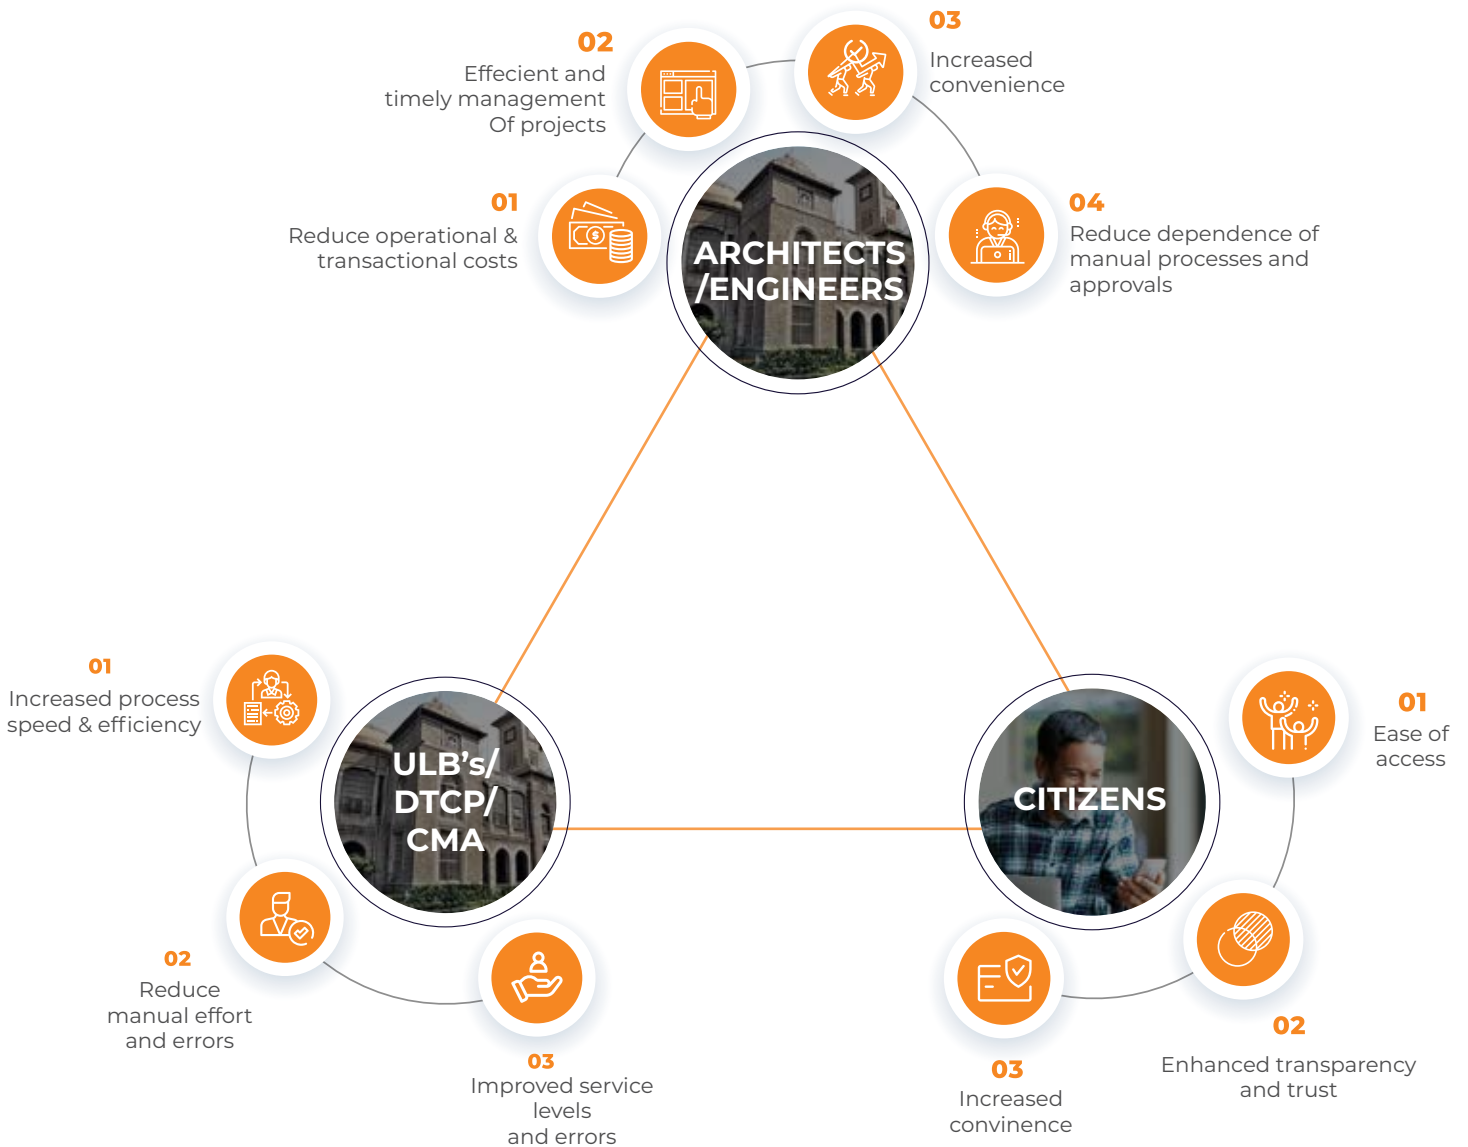 02
Effecient and
timely management
Of projects
03
Increased
convenience
01
Reduce operational &
transactional costs
04
Reduce dependence of
manual processes and
approvals
ARCHITECTS
/ENGINEERS
01
Increased process
speed & efficiency
ULB's/
DTCP/
CMA
02
Reduce
manual effort
and errors
03
Improved service
levels
and errors
CITIZENS
01
Ease of
access
02
Enhanced transparency
and trust
03
Increased
convinence